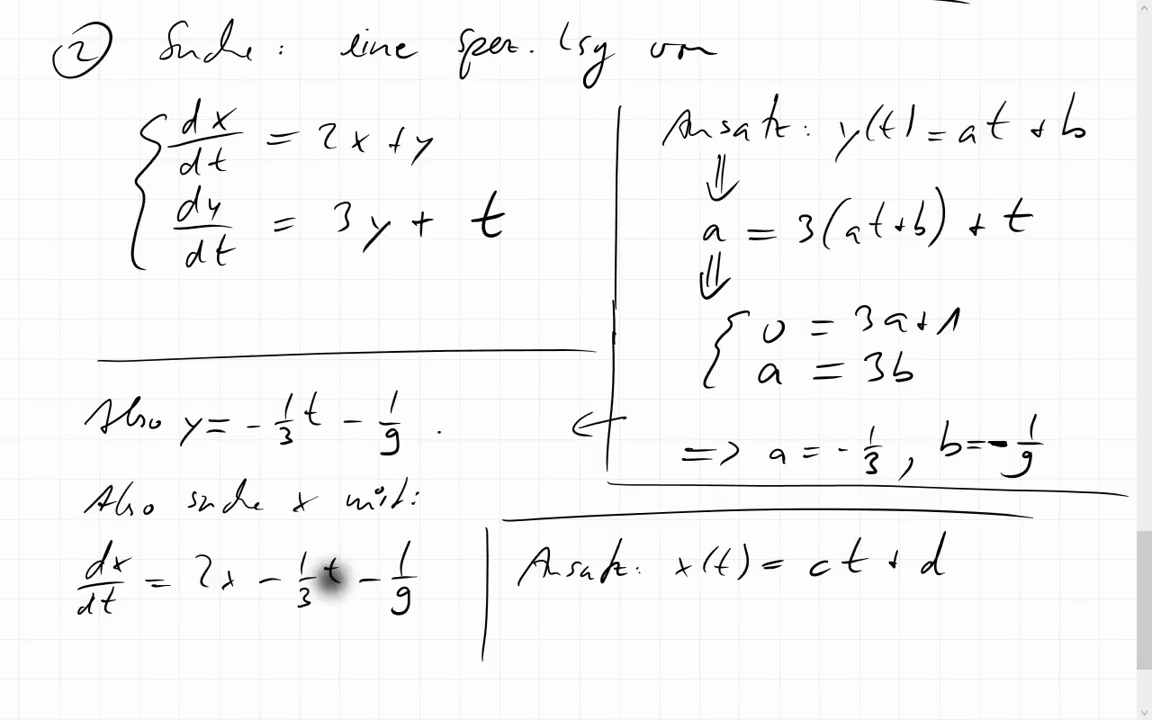 ② Suche: eine spez. Lsg von
{ dx/dt = 2x + y
dy/dt = 3y + t
Ansatz: y(t) = at + b
⇓
a = 3(at+b) + t
⇓
{ 0 = 3a + 1
a = 3b
=> a = -1/3, b = -1/9
←
Also y = -1/3 t - 1/9 .
Also suche x mit:
dx/dt = 2x - 1/3 t - 1/9
Ansatz: x(t) = ct + d